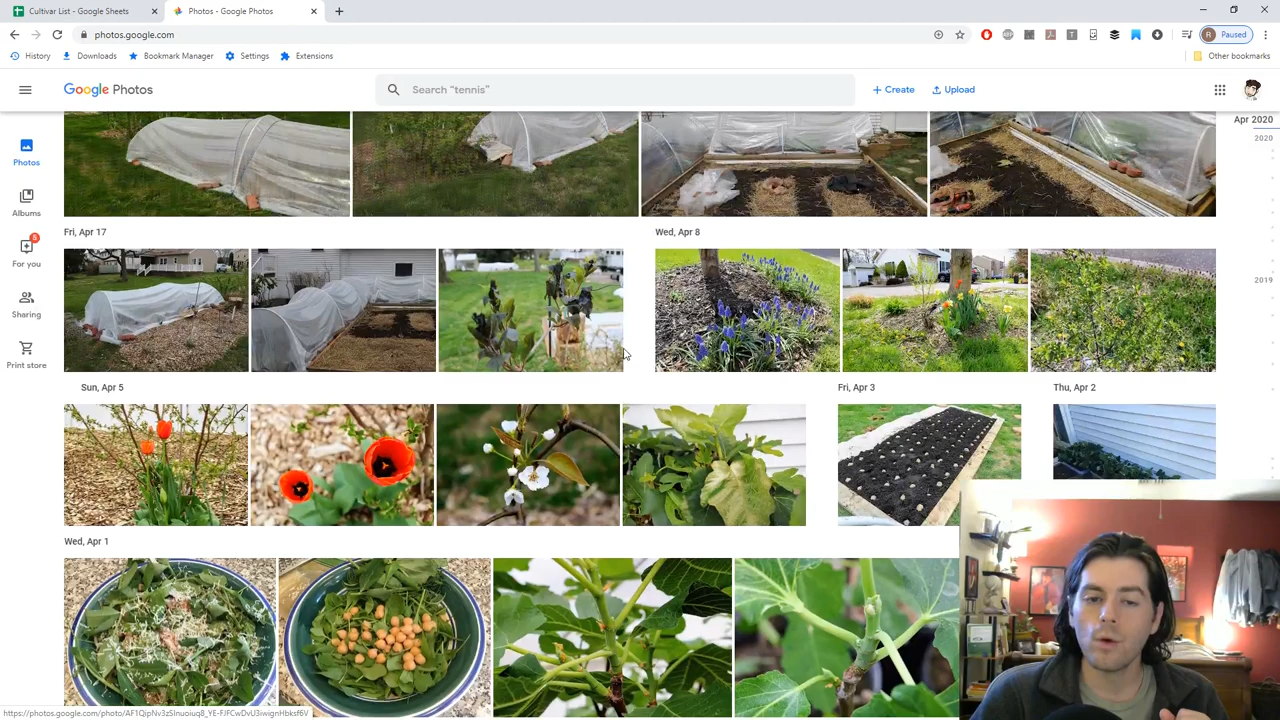 Cultivar List - Google Sheets
Photos - Google Photos
photos.google.com
Paused
History
Downloads
Bookmark Manager
Settings
Extensions
Other bookmarks
Google Photos
Search “tennis”
+ Create
Upload
Photos
Albums
5
For you
Sharing
Print store
Apr 2020
2020
2019
Fri, Apr 17
Wed, Apr 8
Sun, Apr 5
Fri, Apr 3
Thu, Apr 2
Wed, Apr 1